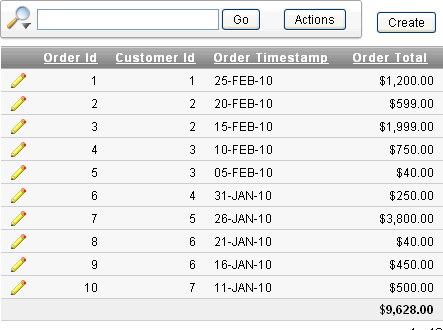 Go Actions Create
Order Id Customer Id Order Timestamp Order Total
1 1 25-FEB-10 $1,200.00
2 2 20-FEB-10 $599.00
3 2 15-FEB-10 $1,999.00
4 3 10-FEB-10 $750.00
5 3 05-FEB-10 $40.00
6 4 31-JAN-10 $250.00
7 5 26-JAN-10 $3,800.00
8 6 21-JAN-10 $40.00
9 6 16-JAN-10 $450.00
10 7 11-JAN-10 $500.00
$9,628.00